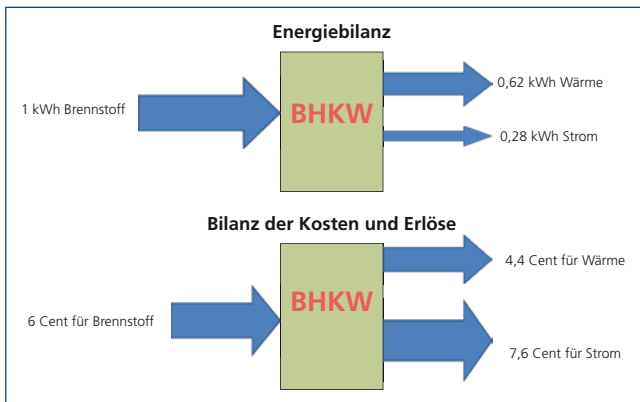 Energiebilanz
1 kWh Brennstoff
BHKW
0,62 kWh Wärme
0,28 kWh Strom
Bilanz der Kosten und Erlöse
6 Cent für Brennstoff
BHKW
4,4 Cent für Wärme
7,6 Cent für Strom